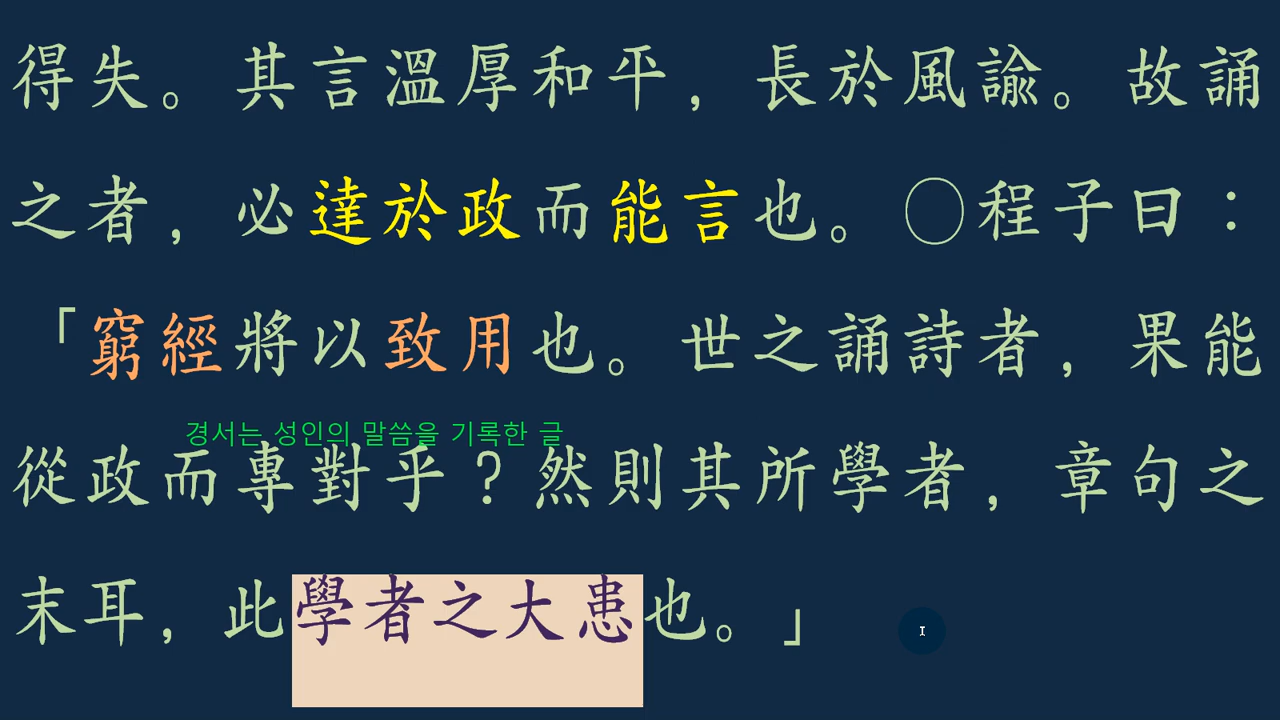 得失。其言溫厚和平，長於風諭。故誦
之者，必達於政而能言也。○程子曰：
「窮經將以致用也。世之誦詩者，果能
경서는 성인의 말씀을 기록한 글
從政而專對乎？然則其所學者，章句之
末耳，此學者之大患也。」